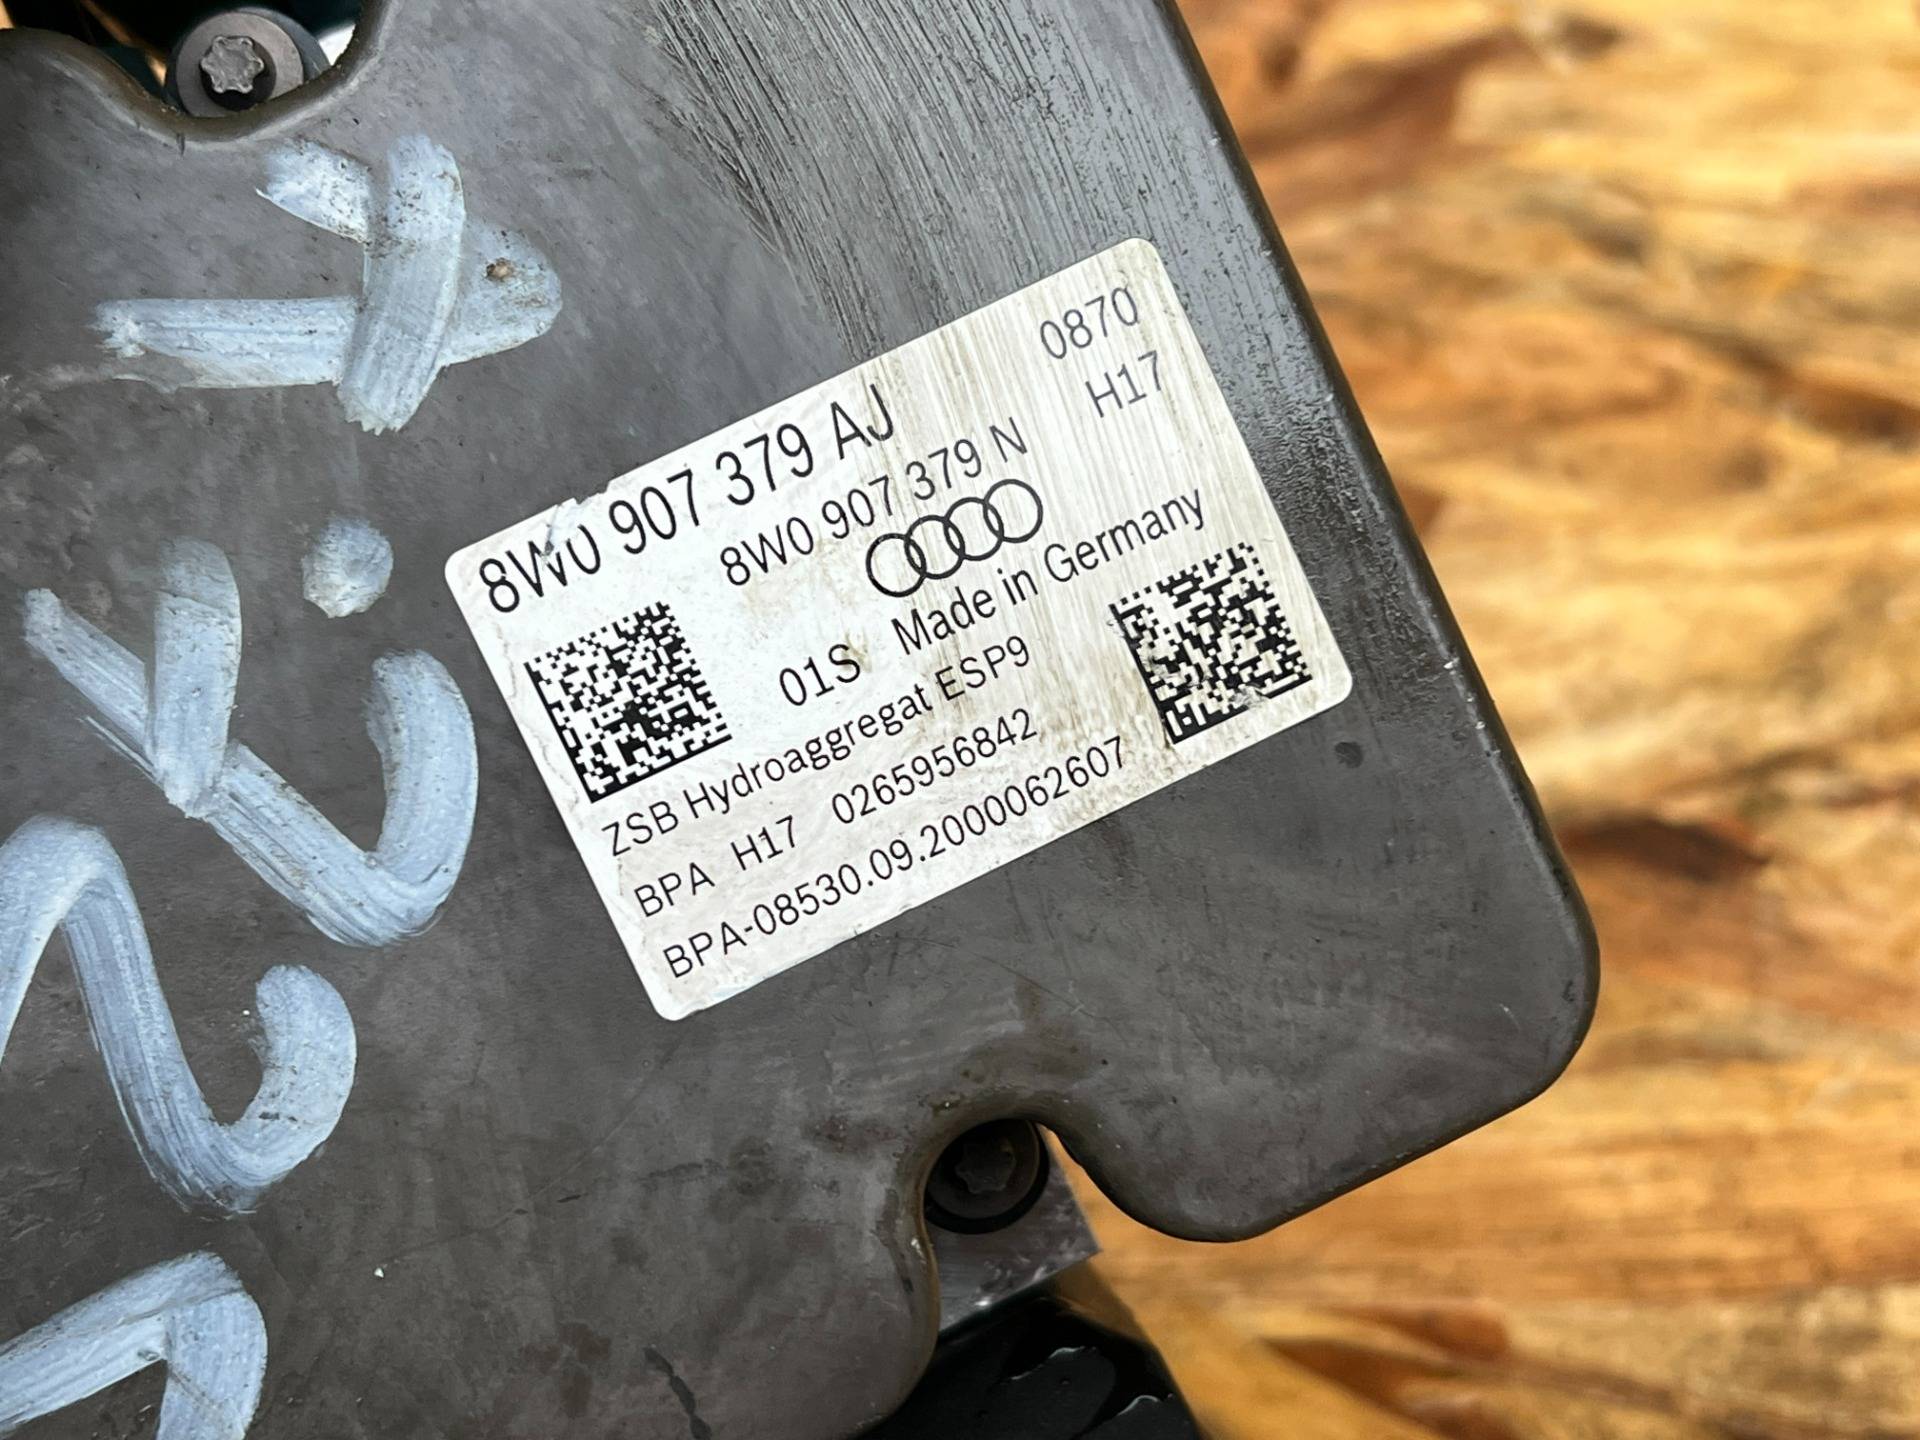 8W0 907 379 AJ
0870
8W0 907 379 N
H17
01S Made in Germany
ZSB Hydroaggregat ESP9
BPA H17 0265956842
BPA-08530.09.2000062607